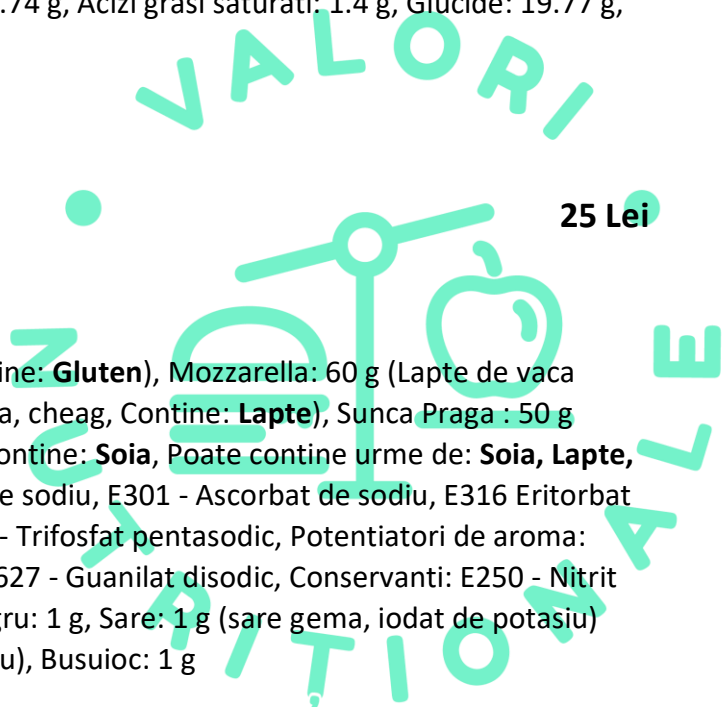 .74 g, Acizi grasi saturati: 1.4 g, Glucide: 19.77 g,
VALORI
25 Lei
ine: Gluten), Mozzarella: 60 g (Lapte de vaca
a, cheag, Contine: Lapte), Sunca Praga : 50 g
ontine: Soia, Poate contine urme de: Soia, Lapte,
e sodiu, E301 - Ascorbat de sodiu, E316 Eritorbat
- Trifosfat pentasodic, Potentiatori de aroma:
627 - Guanilat disodic, Conservanti: E250 - Nitrit
gru: 1 g, Sare: 1 g (sare gema, iodat de potasiu)
u), Busuioc: 1 g
NUTRITIONALE